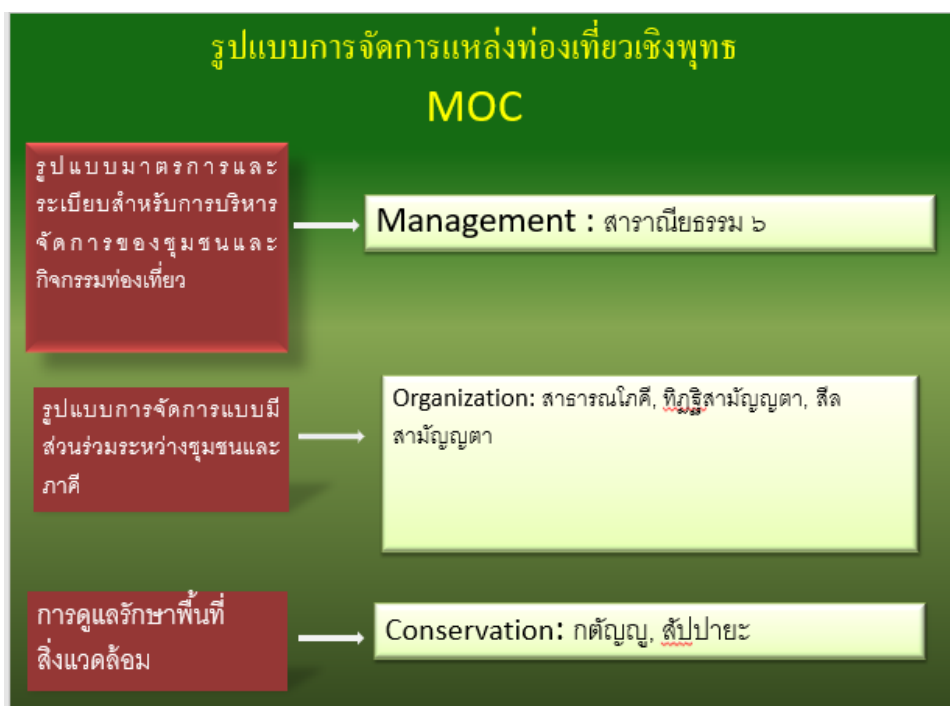 รูปแบบการจัดการแหล่งท่องเที่ยวเชิงพุทธ
MOC
รูปแบบมาตรการและ
ระเบียบสำหรับการบริหาร
จัดการของชุมชนและ
กิจกรรมท่องเที่ยว
Management : สาราณียธรรม ๖
รูปแบบการจัดการแบบมี
ส่วนร่วมระหว่างชุมชนและ
ภาคี
Organization: สาธารณโภคี, ทิฏฐิสามัญญตา, สีล
สามัญญตา
การดูแลรักษาพื้นที่
สิ่งแวดล้อม
Conservation: กตัญญู, สัปปายะ